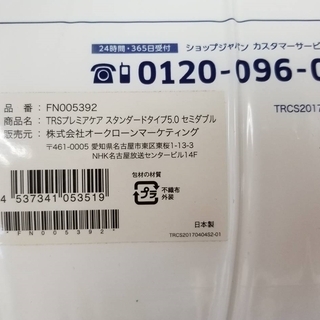 24時間・365日受付
ショップジャパン カスタマーサービ
0120-096-0
TRCS2017
品 番: FN005392
商品名: TRSプレミアケア スタンダードタイプ5.0 セミダブル
販売元: 株式会社オークローンマーケティング
〒461-0005 愛知県名古屋市東区東桜1-13-3
NHK名古屋放送センタービル14F
包材の材質
プラ
不織布
外装
4 537341 053519
*FN005392*
日本製
TRCS20170404S2-01